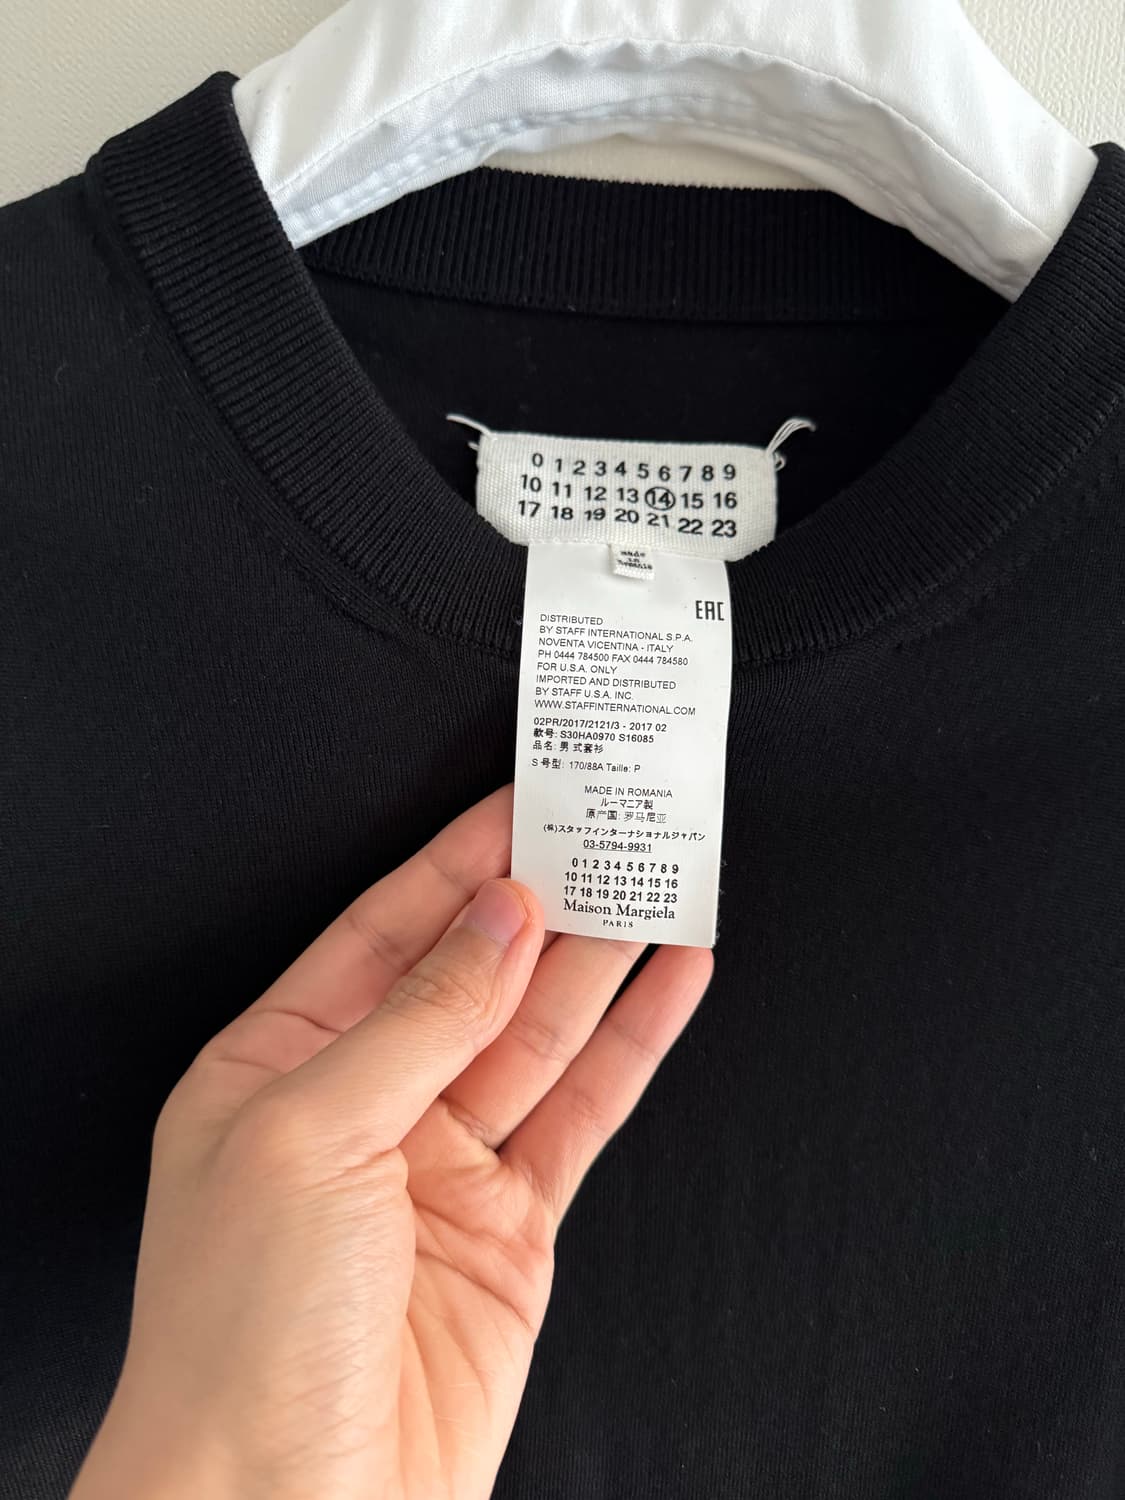 0 1 2 3 4 5 6 7 8 9
10 11 12 13 14 15 16
17 18 19 20 21 22 23
made
in
Romania
EAC
DISTRIBUTED
BY STAFF INTERNATIONAL S.P.A.
NOVENTA VICENTINA - ITALY
PH 0444 784500 FAX 0444 784580
FOR U.S.A. ONLY
IMPORTED AND DISTRIBUTED
BY STAFF U.S.A. INC.
WWW.STAFFINTERNATIONAL.COM
02PR/2017/2121/3 - 2017 02
款号: S30HA0970 S16085
品名: 男 式套衫
S 号型: 170/88A Taille: P
MADE IN ROMANIA
ルーマニア製
原产国: 罗马尼亚
(株)スタッフインターナショナルジャパン
03-5794-9931
0 1 2 3 4 5 6 7 8 9
10 11 12 13 14 15 16
17 18 19 20 21 22 23
Maison Margiela
PARIS